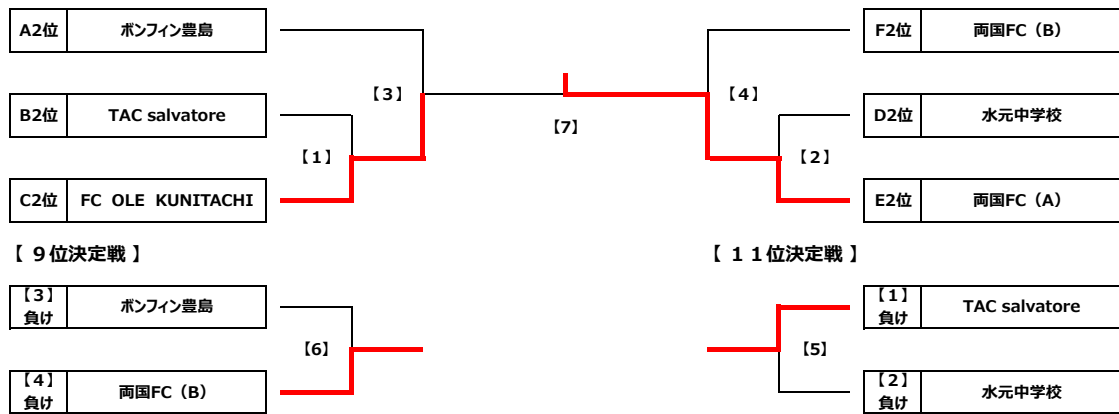 A2位 ボンフィン豊島
F2位 両国FC（B）
【3】 【4】
B2位 TAC salvatore
D2位 水元中学校
【7】
【1】 【2】
C2位 FC OLE KUNITACHI
E2位 両国FC（A）
【 ９位決定戦 】
【 １１位決定戦 】
【3】
負け
ボンフィン豊島
【1】
負け
TAC salvatore
【6】 【5】
【4】
負け
両国FC（B）
【2】
負け
水元中学校